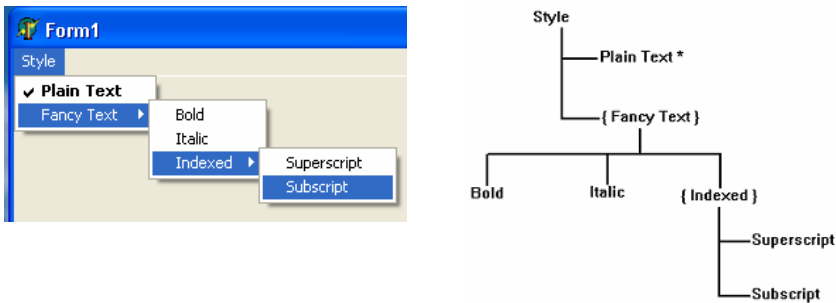 Form1
Style
Plain Text
Fancy Text
Bold
Italic
Indexed
Superscript
Subscript
Style
Plain Text *
{ Fancy Text }
Bold Italic { Indexed }
Superscript
Subscript